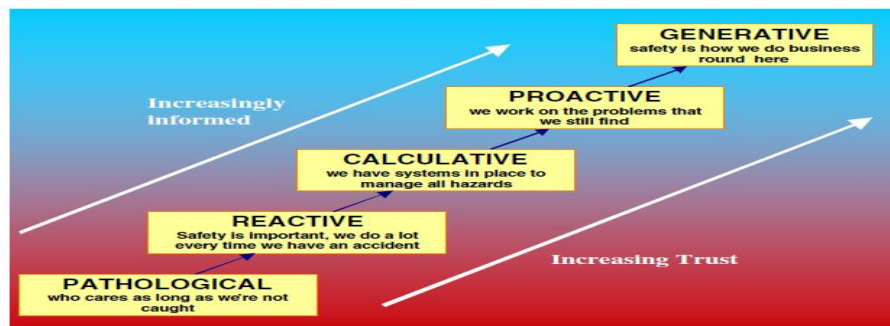 GENERATIVE
safety is how we do business
round here
PROACTIVE
we work on the problems that
we still find
Increasingly
informed
CALCULATIVE
we have systems in place to
manage all hazards
REACTIVE
Safety is important, we do a lot
every time we have an accident
Increasing Trust
PATHOLOGICAL
who cares as long as we're not
caught